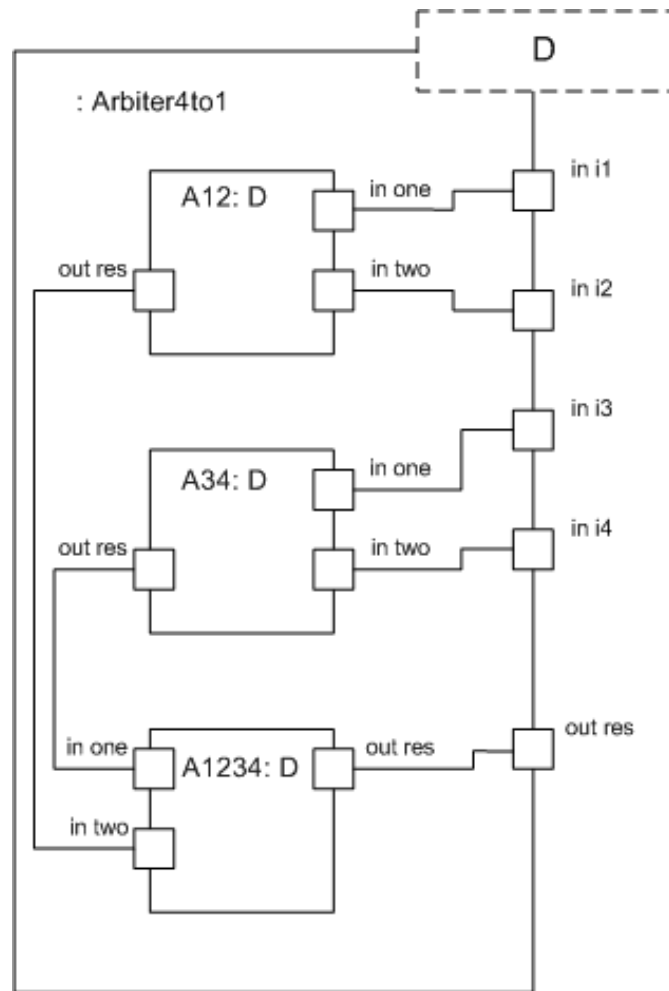 D
: Arbiter4to1
in i1
in one
A12: D
in two
out res
in i2
in i3
in one
A34: D
in i4
out res
in two
out res
in one
out res
A1234: D
in two